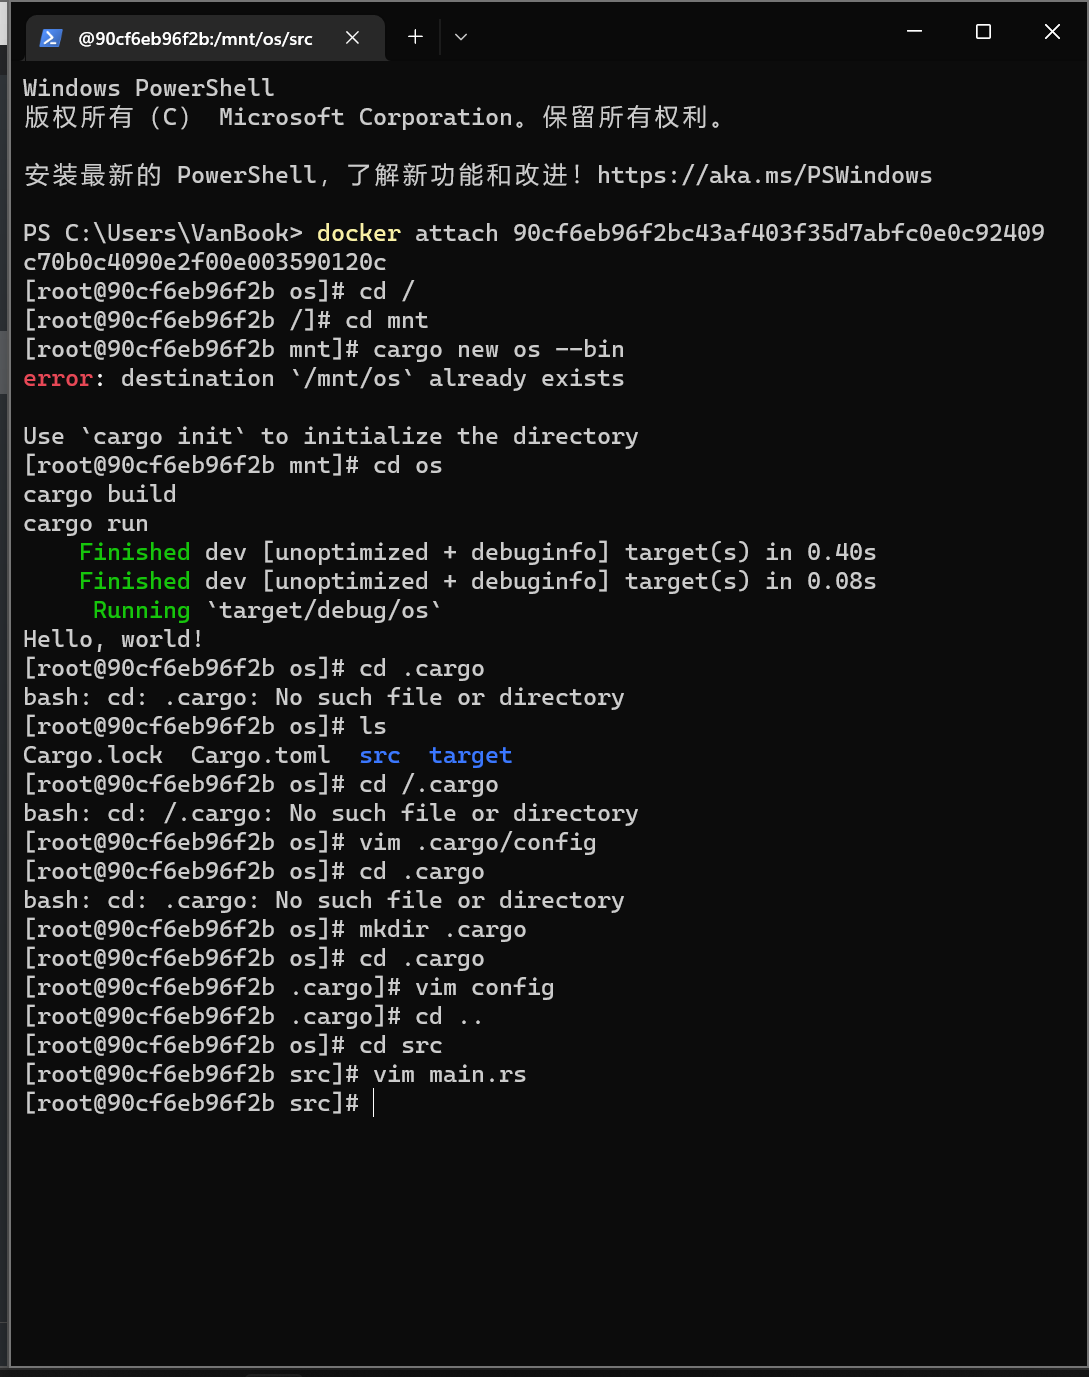 @90cf6eb96f2b:/mnt/os/src
Windows PowerShell
版权所有 (C) Microsoft Corporation。保留所有权利。
安装最新的 PowerShell，了解新功能和改进！https://aka.ms/PSWindows
PS C:\Users\VanBook> docker attach 90cf6eb96f2bc43af403f35d7abfc0e0c92409
c70b0c4090e2f00e003590120c
[root@90cf6eb96f2b os]# cd /
[root@90cf6eb96f2b /]# cd mnt
[root@90cf6eb96f2b mnt]# cargo new os --bin
error: destination `/mnt/os` already exists
Use `cargo init` to initialize the directory
[root@90cf6eb96f2b mnt]# cd os
cargo build
cargo run
    Finished dev [unoptimized + debuginfo] target(s) in 0.40s
    Finished dev [unoptimized + debuginfo] target(s) in 0.08s
     Running `target/debug/os`
Hello, world!
[root@90cf6eb96f2b os]# cd .cargo
bash: cd: .cargo: No such file or directory
[root@90cf6eb96f2b os]# ls
Cargo.lock  Cargo.toml  src  target
[root@90cf6eb96f2b os]# cd /.cargo
bash: cd: /.cargo: No such file or directory
[root@90cf6eb96f2b os]# vim .cargo/config
[root@90cf6eb96f2b os]# cd .cargo
bash: cd: .cargo: No such file or directory
[root@90cf6eb96f2b os]# mkdir .cargo
[root@90cf6eb96f2b os]# cd .cargo
[root@90cf6eb96f2b .cargo]# vim config
[root@90cf6eb96f2b .cargo]# cd ..
[root@90cf6eb96f2b os]# cd src
[root@90cf6eb96f2b src]# vim main.rs
[root@90cf6eb96f2b src]#